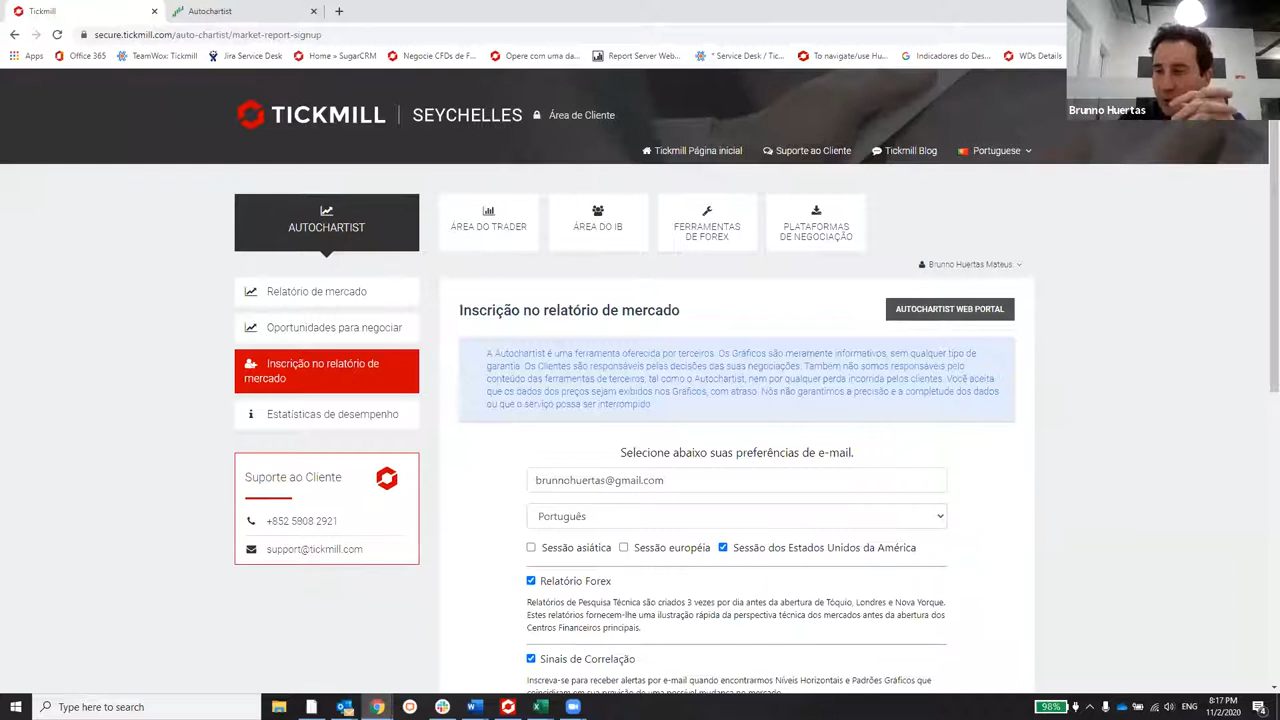 Tickmill
Autochartist
secure.tickmill.com/auto-chartist/market-report-signup
Apps
Office 365
TeamWox: Tickmill
Jira Service Desk
Home » SugarCRM
Negocie CFDs de F...
Opere com uma da...
Report Server Web...
* Service Desk / Tic...
To navigate/use Hu...
Indicadores do Des...
WDs Details
Brunno Huertas
TICKMILL
SEYCHELLES
Área de Cliente
Tickmill Página inicial
Suporte ao Cliente
Tickmill Blog
Portuguese
AUTOCHARTIST
ÁREA DO TRADER
ÁREA DO IB
FERRAMENTAS
DE FOREX
PLATAFORMAS
DE NEGOCIAÇÃO
Brunno Huertas Mateus
Relatório de mercado
Oportunidades para negociar
Inscrição no relatório de
mercado
Estatísticas de desempenho
Suporte ao Cliente
+852 5808 2921
support@tickmill.com
Inscrição no relatório de mercado
AUTOCHARTIST WEB PORTAL
A Autochartist é uma ferramenta oferecida por terceiros. Os Gráficos são meramente informativos, sem qualquer tipo de
garantia. Os Clientes são responsáveis pelas decisões das suas negociações. Também não somos responsáveis pelo
conteúdo das ferramentas de terceiros, tal como o Autochartist, nem por qualquer perda incorrida pelos clientes. Você aceita
que os dados dos preços sejam exibidos nos Gráficos, com atraso. Nós não garantimos a precisão e a completude dos dados
ou que o serviço possa ser interrompido
Selecione abaixo suas preferências de e-mail.
brunnohuertas@gmail.com
Português
Sessão asiática
Sessão européia
Sessão dos Estados Unidos da América
Relatório Forex
Relatórios de Pesquisa Técnica são criados 3 vezes por dia antes da abertura de Tóquio, Londres e Nova Yorque.
Estes relatórios fornecem-lhe uma ilustração rápida da perspectiva técnica dos mercados antes da abertura dos
Centros Financeiros principais.
Sinais de Correlação
Inscreva-se para receber alertas por e-mail quando encontrarmos Níveis Horizontais e Padrões Gráficos que
coincidiram em sua previsão de uma possível mudança no mercado.
Type here to search
98%
ENG
8:17 PM
11/2/2020
4